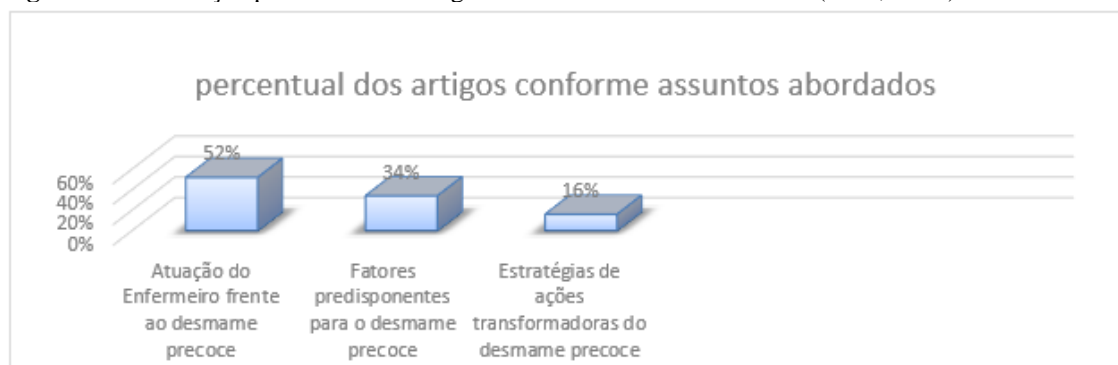 percentual dos artigos conforme assuntos abordados
52%
34%
16%
60%
40%
20%
0%
Atuação do
Enfermeiro frente
ao desmame
precoce
Fatores
predisponentes
para o desmame
precoce
Estratégias de
ações
transformadoras do
desmame precoce